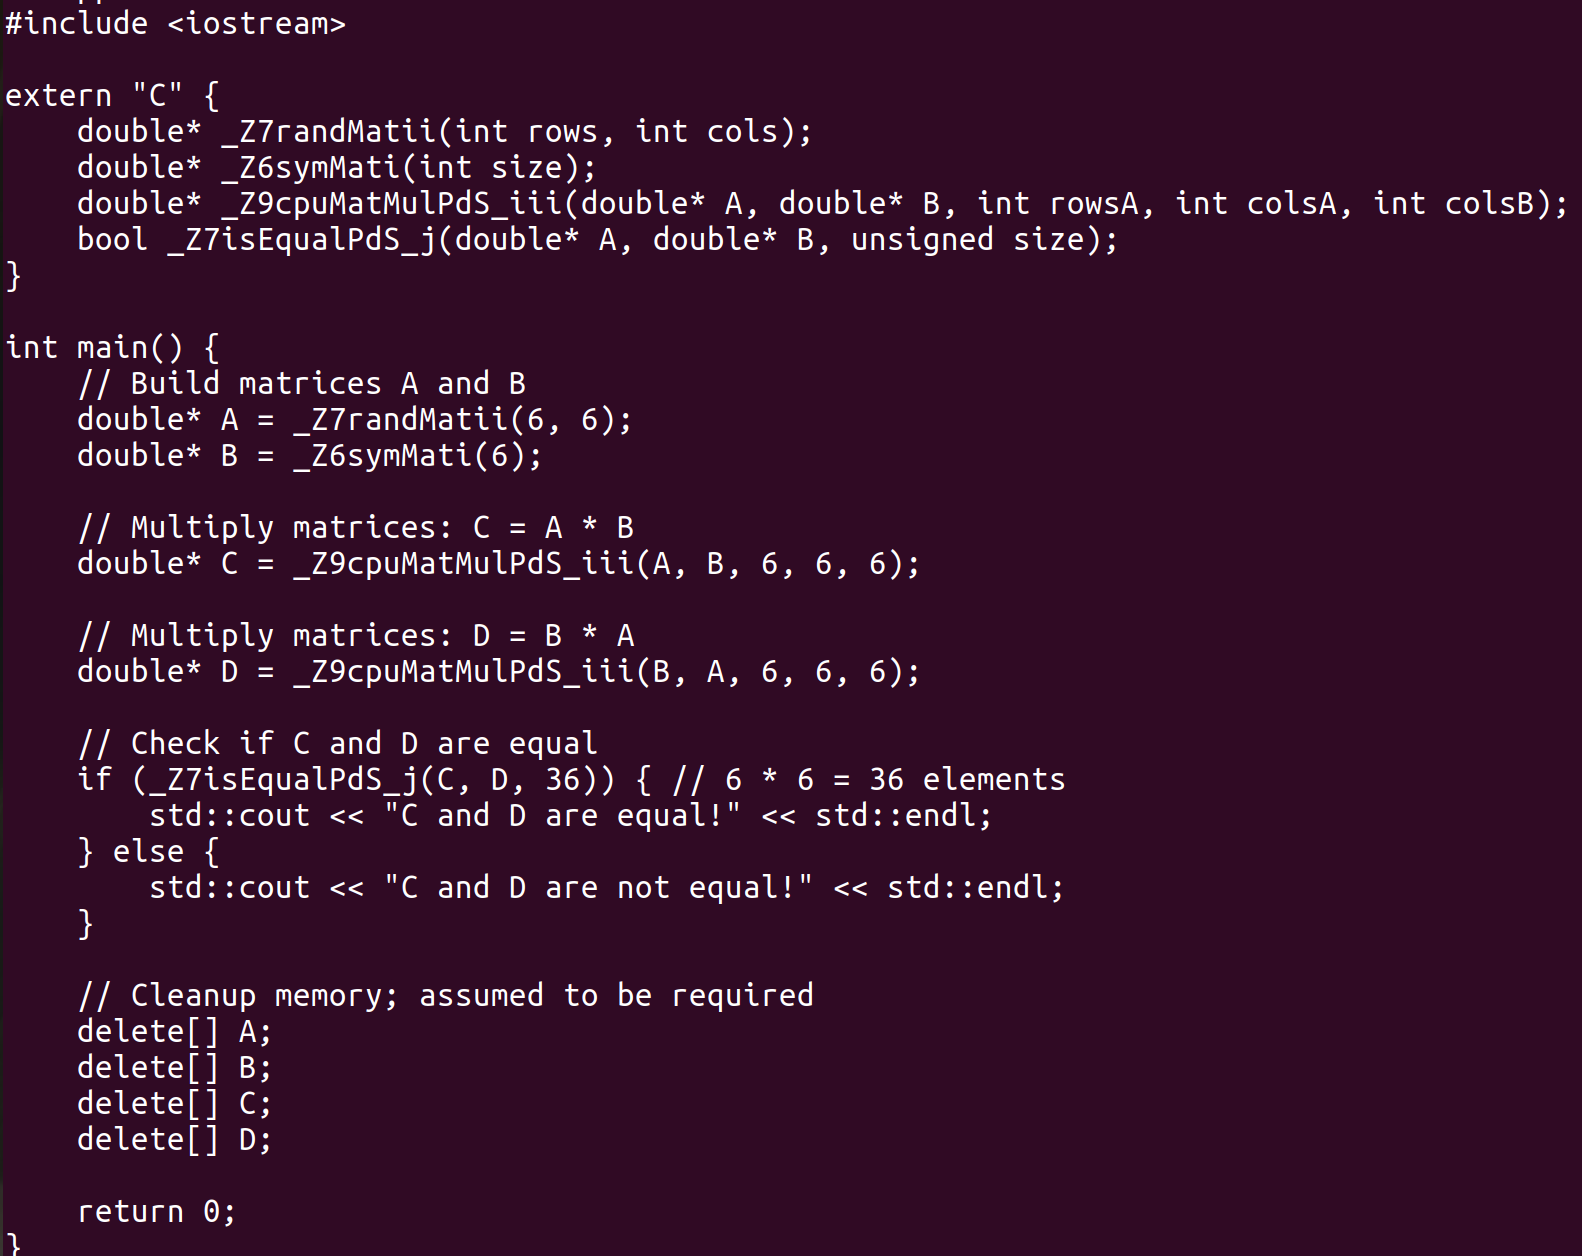 #include <iostream>

extern "C" {
    double* _Z7randMatii(int rows, int cols);
    double* _Z6symMati(int size);
    double* _Z9cpuMatMulPdS_iii(double* A, double* B, int rowsA, int colsA, int colsB);
    bool _Z7isEqualPdS_j(double* A, double* B, unsigned size);
}

int main() {
    // Build matrices A and B
    double* A = _Z7randMatii(6, 6);
    double* B = _Z6symMati(6);

    // Multiply matrices: C = A * B
    double* C = _Z9cpuMatMulPdS_iii(A, B, 6, 6, 6);

    // Multiply matrices: D = B * A
    double* D = _Z9cpuMatMulPdS_iii(B, A, 6, 6, 6);

    // Check if C and D are equal
    if (_Z7isEqualPdS_j(C, D, 36)) { // 6 * 6 = 36 elements
        std::cout << "C and D are equal!" << std::endl;
    } else {
        std::cout << "C and D are not equal!" << std::endl;
    }

    // Cleanup memory; assumed to be required
    delete[] A;
    delete[] B;
    delete[] C;
    delete[] D;

    return 0;
}